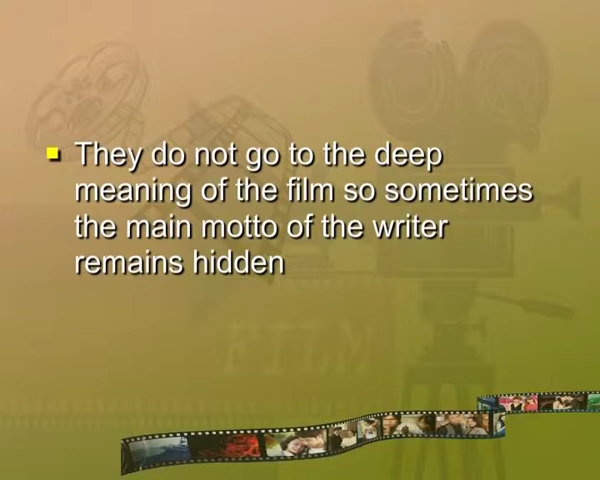 They do not go to the deep
meaning of the film so sometimes
the main motto of the writer
remains hidden
FILM